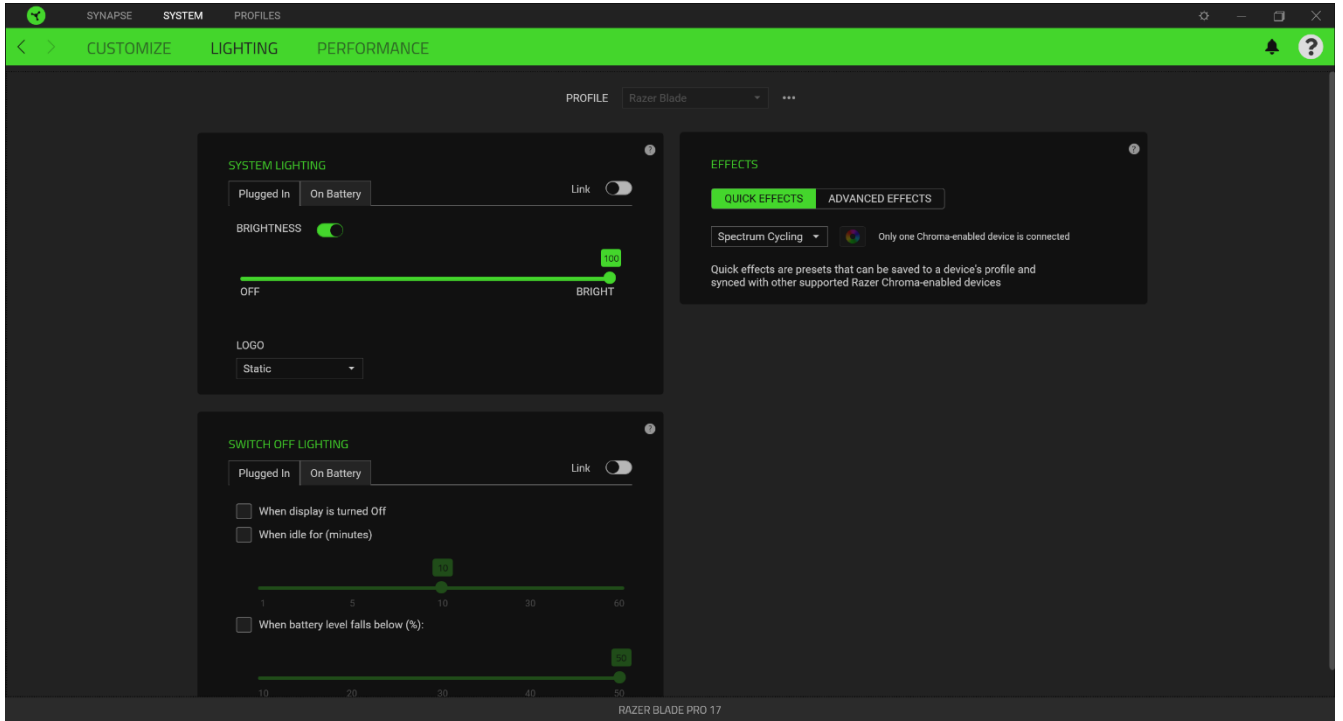 SYNAPSE SYSTEM PROFILES
CUSTOMIZE LIGHTING PERFORMANCE ?
PROFILE Razer Blade
?
SYSTEM LIGHTING
Plugged In On Battery Link
BRIGHTNESS
100
OFF BRIGHT
LOGO
Static
?
EFFECTS
QUICK EFFECTS ADVANCED EFFECTS
Spectrum Cycling Only one Chroma-enabled device is connected
Quick effects are presets that can be saved to a device's profile and
synced with other supported Razer Chroma-enabled devices
?
SWITCH OFF LIGHTING
Plugged In On Battery Link
When display is turned Off
When idle for (minutes)
10
1 5 10 30 60
When battery level falls below (%):
50
10 20 30 40 50
RAZER BLADE PRO 17